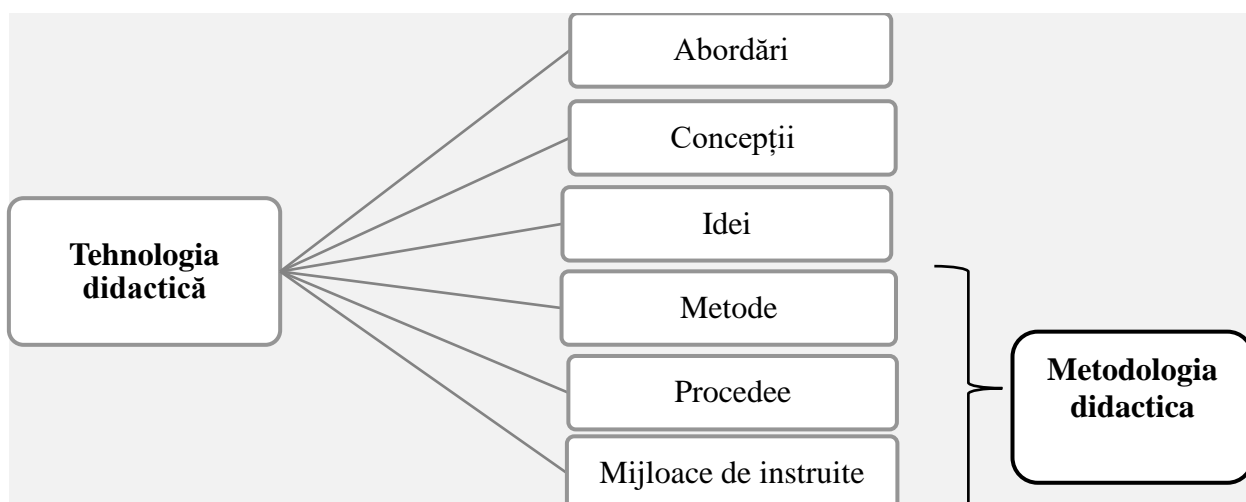 Abordări
Concepții
Idei
Tehnologia
didactică
Metode
Procedee
Metodologia
didactica
Mijloace de instruite